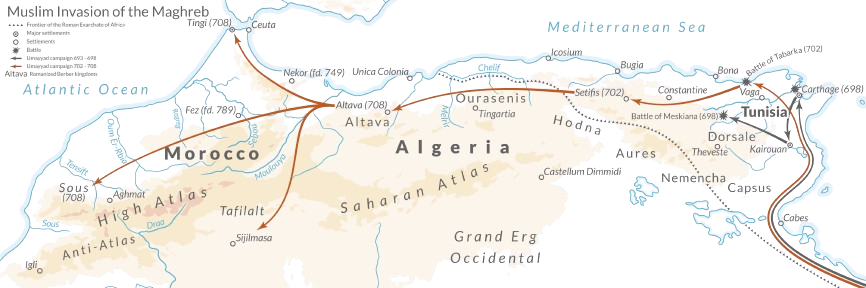 Muslim Invasion of the Maghreb
Frontier of the Roman Exarchate of Africa
Major settlements
Settlements
Battle
Umayyad campaign 693 - 698
Umayyad campaign 702 - 708
Altava Romanized Berber kingdoms
Tingi (708)
Ceuta
Mediterranean Sea
Atlantic Ocean
Nekor (fd. 749)
Unica Colonia
Icosium
Bugia
Bona
Battle of Tabarka (702)
Chelif
Setifis (702)
Constantine
Vaga
Carthage (698)
Fez (fd. 789)
Altava (708)
Altava
Ourasenis
Tingartia
Battle of Meskiana (698)
Tunisia
Hodna
Dorsale
Oum Er-Rbia
Moulouya
Morocco
Algeria
Aures
Theveste
Kairouan
Tensift
Sous
(708)
Aghmat
High Atlas
Tafilalt
Saharan Atlas
Castellum Dimmidi
Nemencha
Capsus
Sous
Draa
Anti-Atlas
Sijilmasa
Cabes
Grand Erg
Occidental
Igli